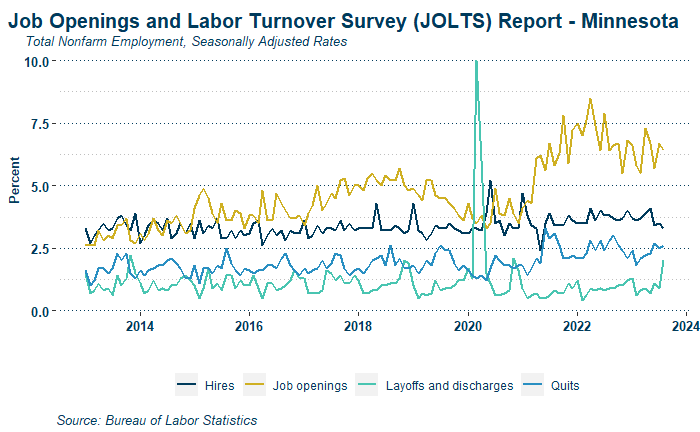 Job Openings and Labor Turnover Survey (JOLTS) Report - Minnesota
Total Nonfarm Employment, Seasonally Adjusted Rates
10.0
7.5
5.0
2.5
0.0
Percent
2014 2016 2018 2020 2022 2024
Hires Job openings Layoffs and discharges Quits
Source: Bureau of Labor Statistics